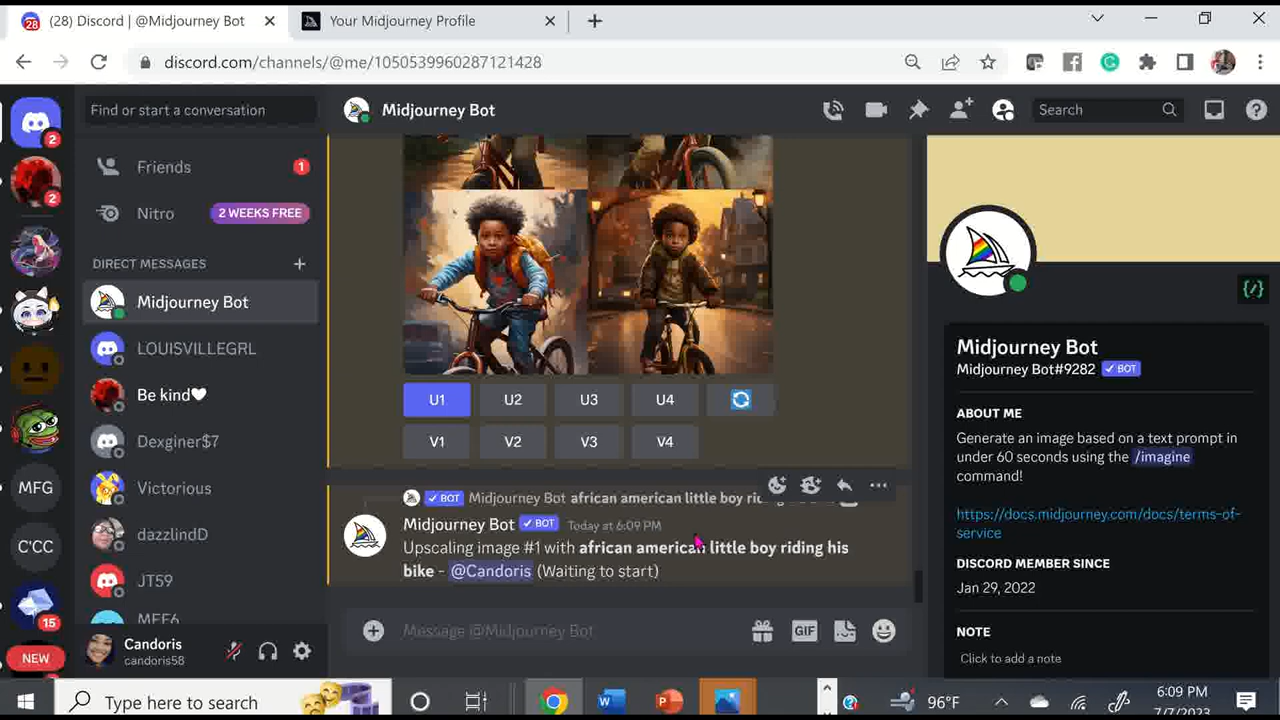 (28) Discord | @Midjourney Bot
Your Midjourney Profile
discord.com/channels/@me/1050539960287121428
Find or start a conversation
Midjourney Bot
Search
2
2
Friends
1
Nitro
2 WEEKS FREE
DIRECT MESSAGES
Midjourney Bot
LOUISVILLEGRL
Be kind
Dexginer$7
Victorious
dazzlindD
JT59
MEE6
MFG
C'CC
15
NEW
Candoris
candoris58
U1 U2 U3 U4
V1 V2 V3 V4
BOT Midjourney Bot african american little boy
Midjourney Bot BOT Today at 6:09 PM
Upscaling image #1 with african american little boy riding his
bike - @Candoris (Waiting to start)
Message @Midjourney Bot
GIF
Midjourney Bot
Midjourney Bot#9282 BOT
ABOUT ME
Generate an image based on a text prompt in
under 60 seconds using the /imagine
command!
https://docs.midjourney.com/docs/terms-of-
service
DISCORD MEMBER SINCE
Jan 29, 2022
NOTE
Click to add a note
Type here to search
96°F
6:09 PM
7/7/2023